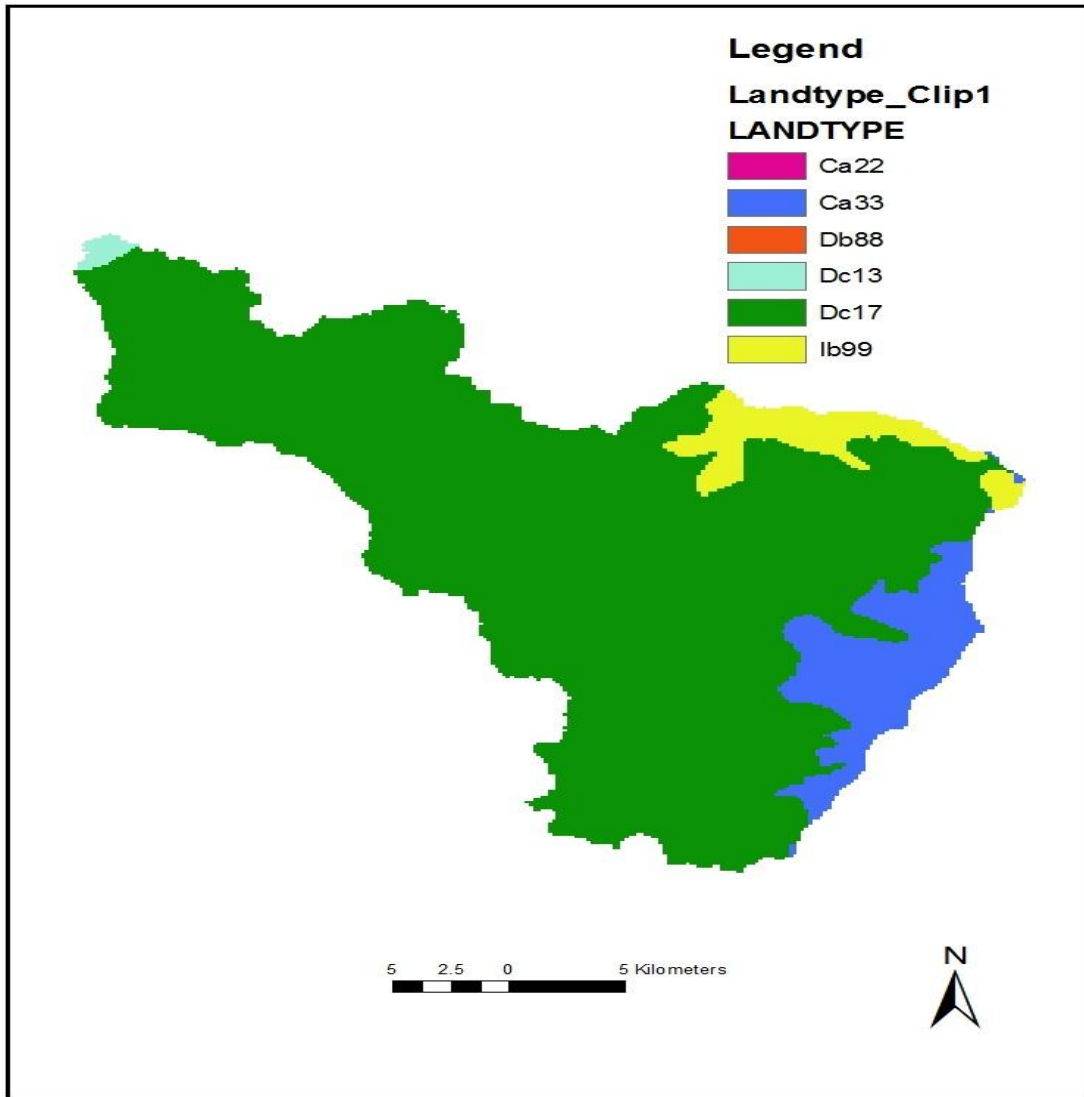 Legend
Landtype_Clip1
LANDTYPE
Ca22
Ca33
Db88
Dc13
Dc17
Ib99
5 2.5 0 5 Kilometers
N